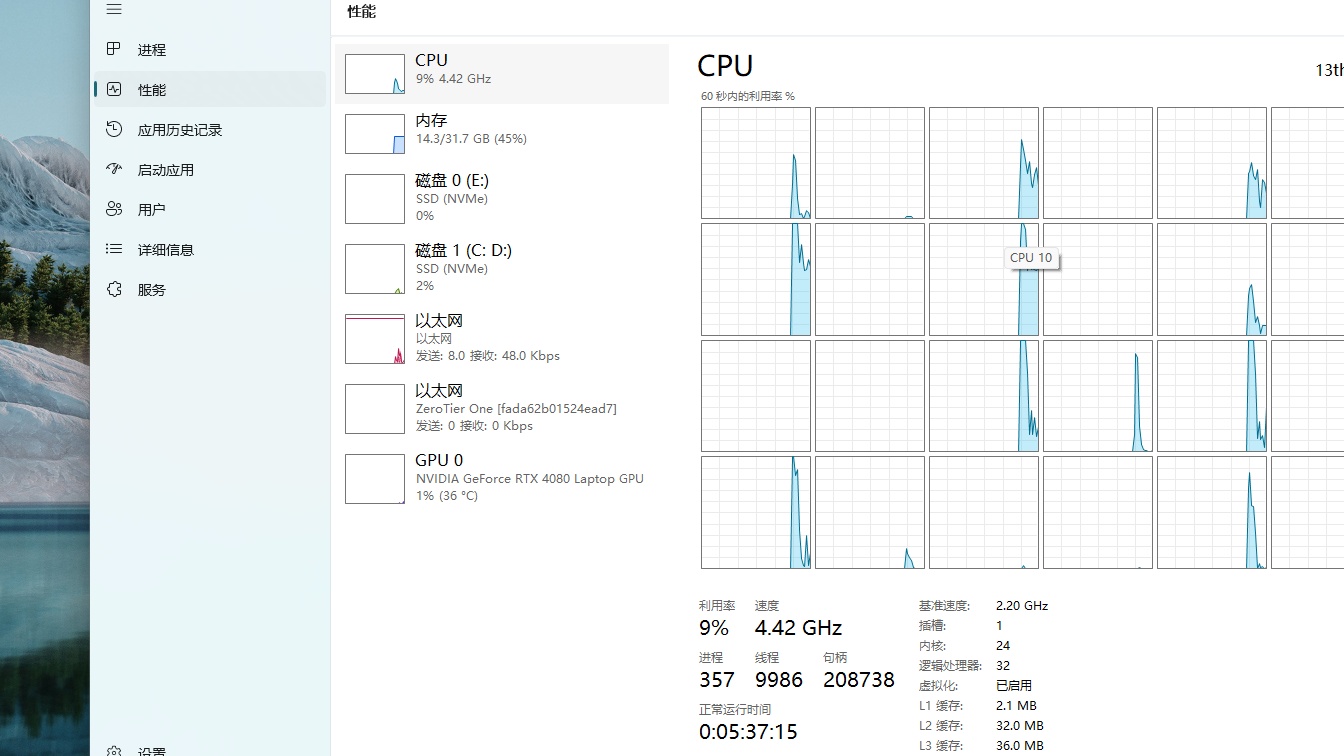 性能
进程
性能
应用历史记录
启动应用
用户
详细信息
服务
设置
CPU
9% 4.42 GHz
内存
14.3/31.7 GB (45%)
磁盘 0 (E:)
SSD (NVMe)
0%
磁盘 1 (C: D:)
SSD (NVMe)
2%
以太网
以太网
发送: 8.0 接收: 48.0 Kbps
以太网
ZeroTier One [fada62b01524ead7]
发送: 0 接收: 0 Kbps
GPU 0
NVIDIA GeForce RTX 4080 Laptop GPU
1% (36 °C)
CPU
13th
60 秒内的利用率 %
CPU 10
利用率 速度
9% 4.42 GHz
进程 线程 句柄
357 9986 208738
正常运行时间
0:05:37:15
基准速度: 2.20 GHz
插槽: 1
内核: 24
逻辑处理器: 32
虚拟化: 已启用
L1 缓存: 2.1 MB
L2 缓存: 32.0 MB
L3 缓存: 36.0 MB